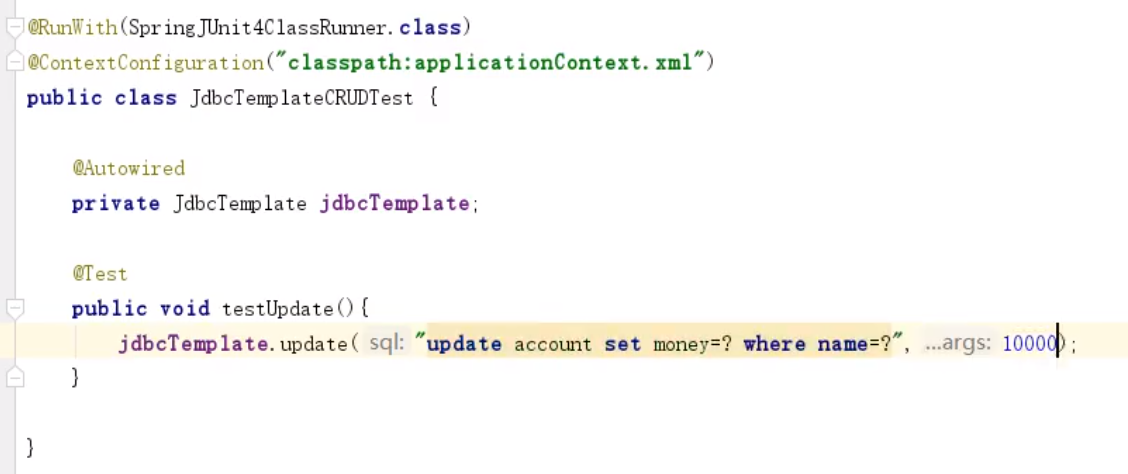 @RunWith(SpringJUnit4ClassRunner.class)
@ContextConfiguration("classpath:applicationContext.xml")
public class JdbcTemplateCRUDTest {
@Autowired
private JdbcTemplate jdbcTemplate;
@Test
public void testUpdate(){
jdbcTemplate.update( sql: "update account set money=? where name=?", ...args: 10000);
}
}